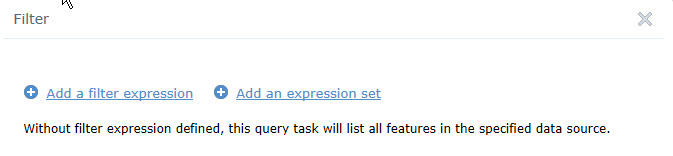 Filter
Add a filter expression Add an expression set
Without filter expression defined, this query task will list all features in the specified data source.